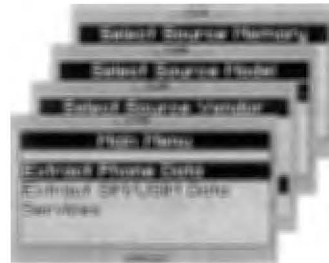 Select Source Memory
Select Source Model
Select Source Vendor
Main Menu
Extract Phone Data
Extract SIM/USIM Data
Services